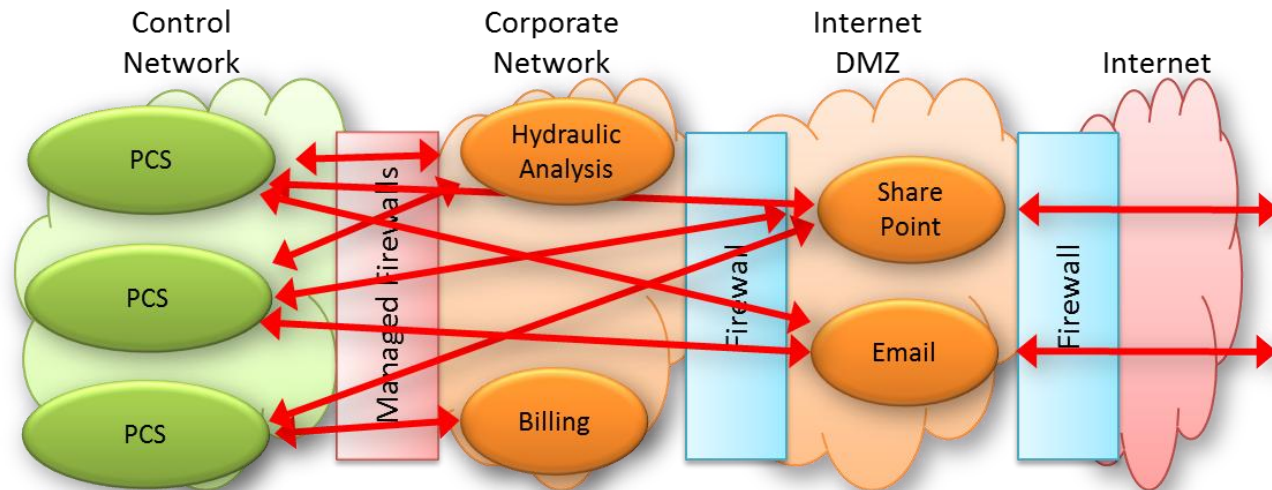 Control
Network
Corporate
Network
Internet
DMZ
Internet
PCS
Hydraulic
Analysis
Share
Point
PCS
Managed Firewalls
Firewall
Firewall
Email
PCS
Billing